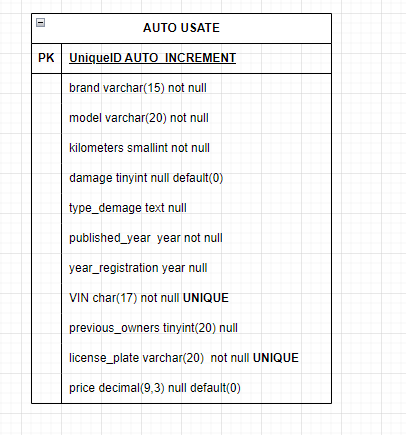 AUTO USATE
PK UniqueID AUTO_INCREMENT
brand varchar(15) not null
model varchar(20) not null
kilometers smallint not null
damage tinyint null default(0)
type_demage text null
published_year year not null
year_registration year null
VIN char(17) not null UNIQUE
previous_owners tinyint(20) null
license_plate varchar(20) not null UNIQUE
price decimal(9,3) null default(0)